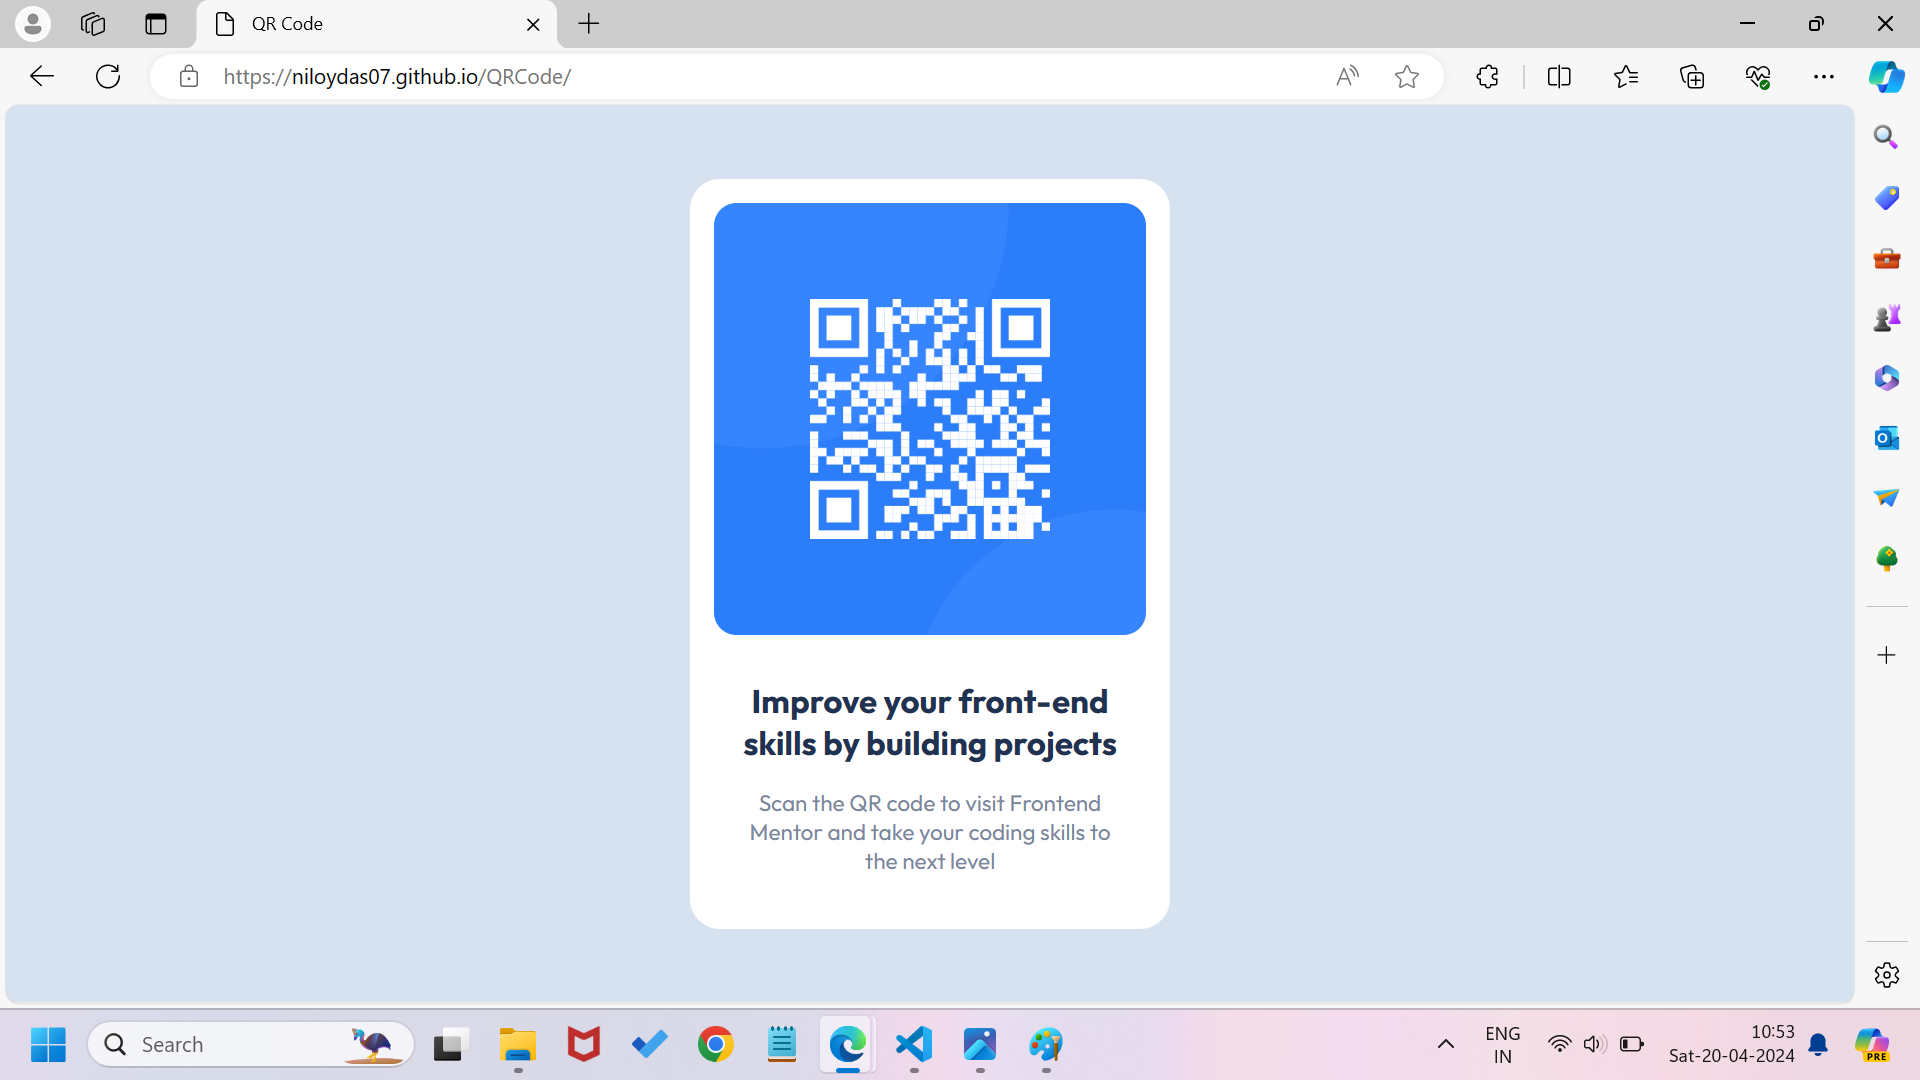 QR Code
https://niloydas07.github.io/QRCode/
Improve your front-end
skills by building projects
Scan the QR code to visit Frontend
Mentor and take your coding skills to
the next level
Search
ENG
IN
10:53
Sat-20-04-2024
PRE